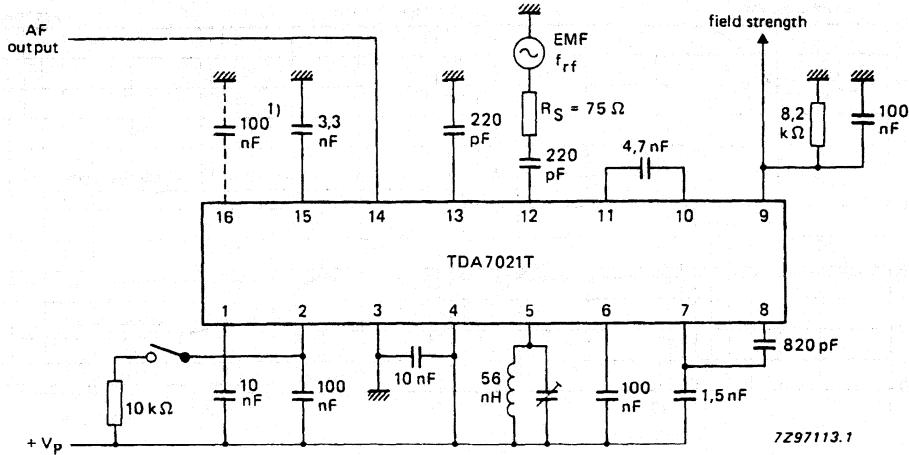 AF
output
EMF
f_rf
R_S = 75 Ω
field strength
100
nF
1)
3,3
nF
220
pF
220
pF
4,7 nF
8,2
kΩ
100
nF
16 15 14 13 12 11 10 9
TDA7021T
1 2 3 4 5 6 7 8
10 kΩ
10
nF
100
nF
10 nF
56
nH
100
nF
1,5 nF
820 pF
+ V_P
7Z97113.1